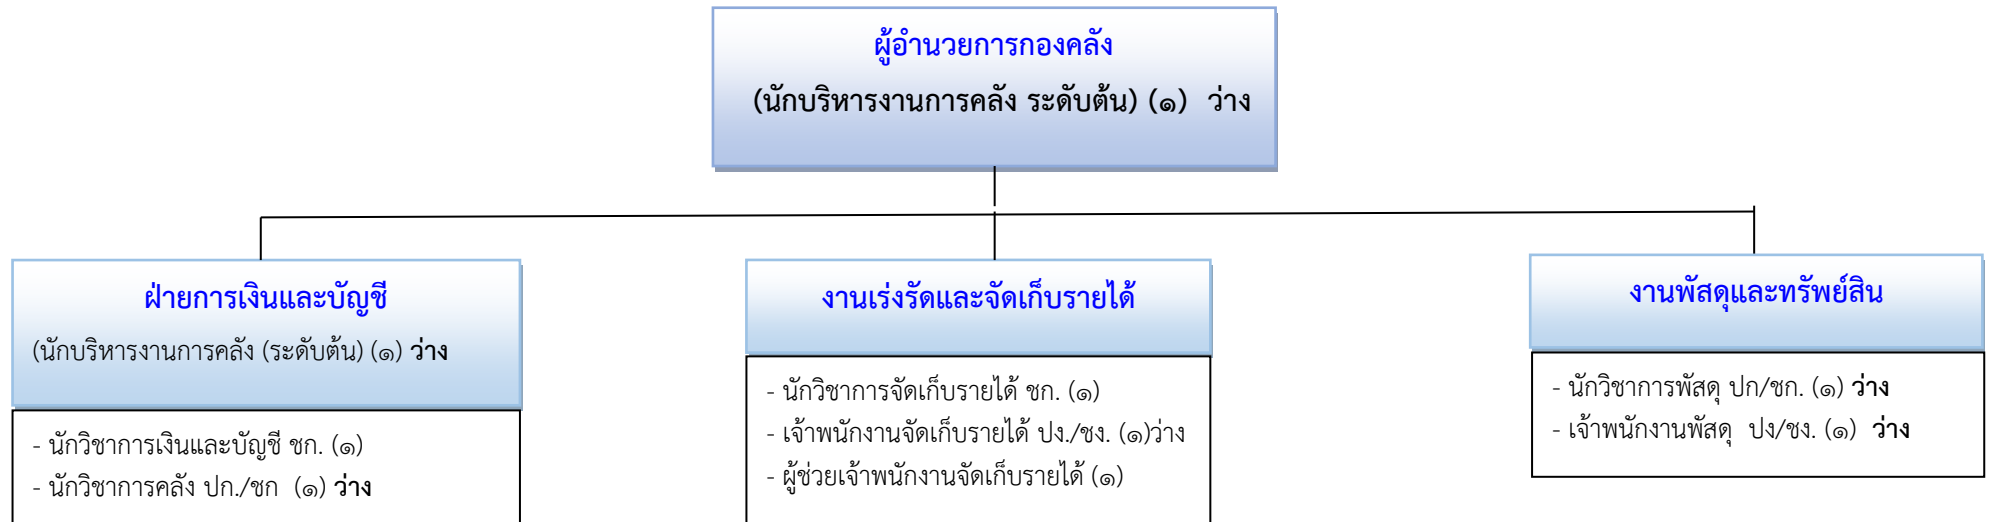 ผู้อำนวยการกองคลัง
(นักบริหารงานการคลัง ระดับต้น) (๑) ว่าง
ฝ่ายการเงินและบัญชี
(นักบริหารงานการคลัง (ระดับต้น) (๑) ว่าง
- นักวิชาการเงินและบัญชี ชก. (๑)
- นักวิชาการคลัง ปก./ชก (๑) ว่าง
งานเร่งรัดและจัดเก็บรายได้
- นักวิชาการจัดเก็บรายได้ ชก. (๑)
- เจ้าพนักงานจัดเก็บรายได้ ปง./ชง. (๑)ว่าง
- ผู้ช่วยเจ้าพนักงานจัดเก็บรายได้ (๑)
งานพัสดุและทรัพย์สิน
- นักวิชาการพัสดุ ปก/ชก. (๑) ว่าง
- เจ้าพนักงานพัสดุ ปง/ชง. (๑) ว่าง